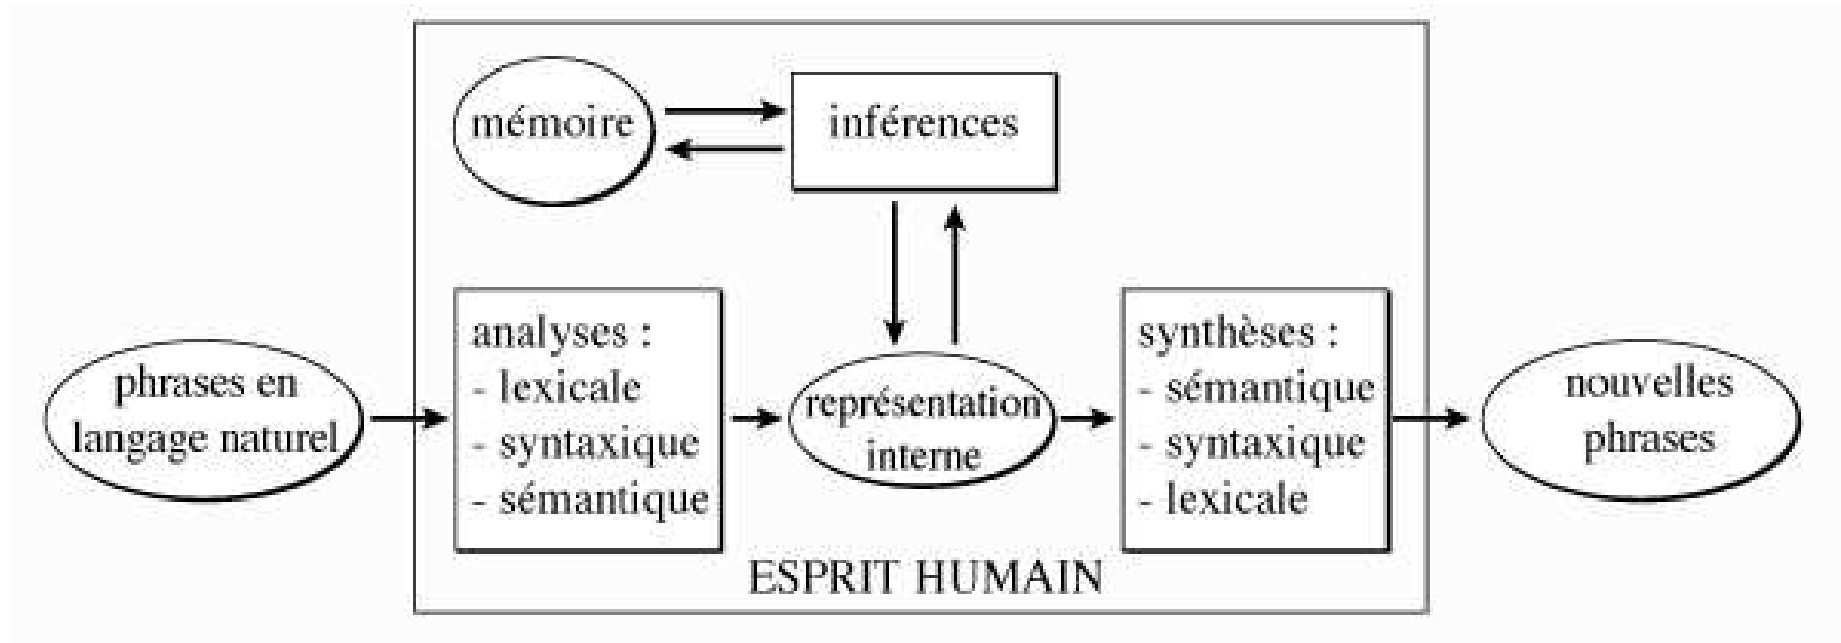 mémoire
inférences
phrases en
langage naturel
analyses :
- lexicale
- syntaxique
- sémantique
représentation
interne
synthèses :
- sémantique
- syntaxique
- lexicale
nouvelles
phrases
ESPRIT HUMAIN